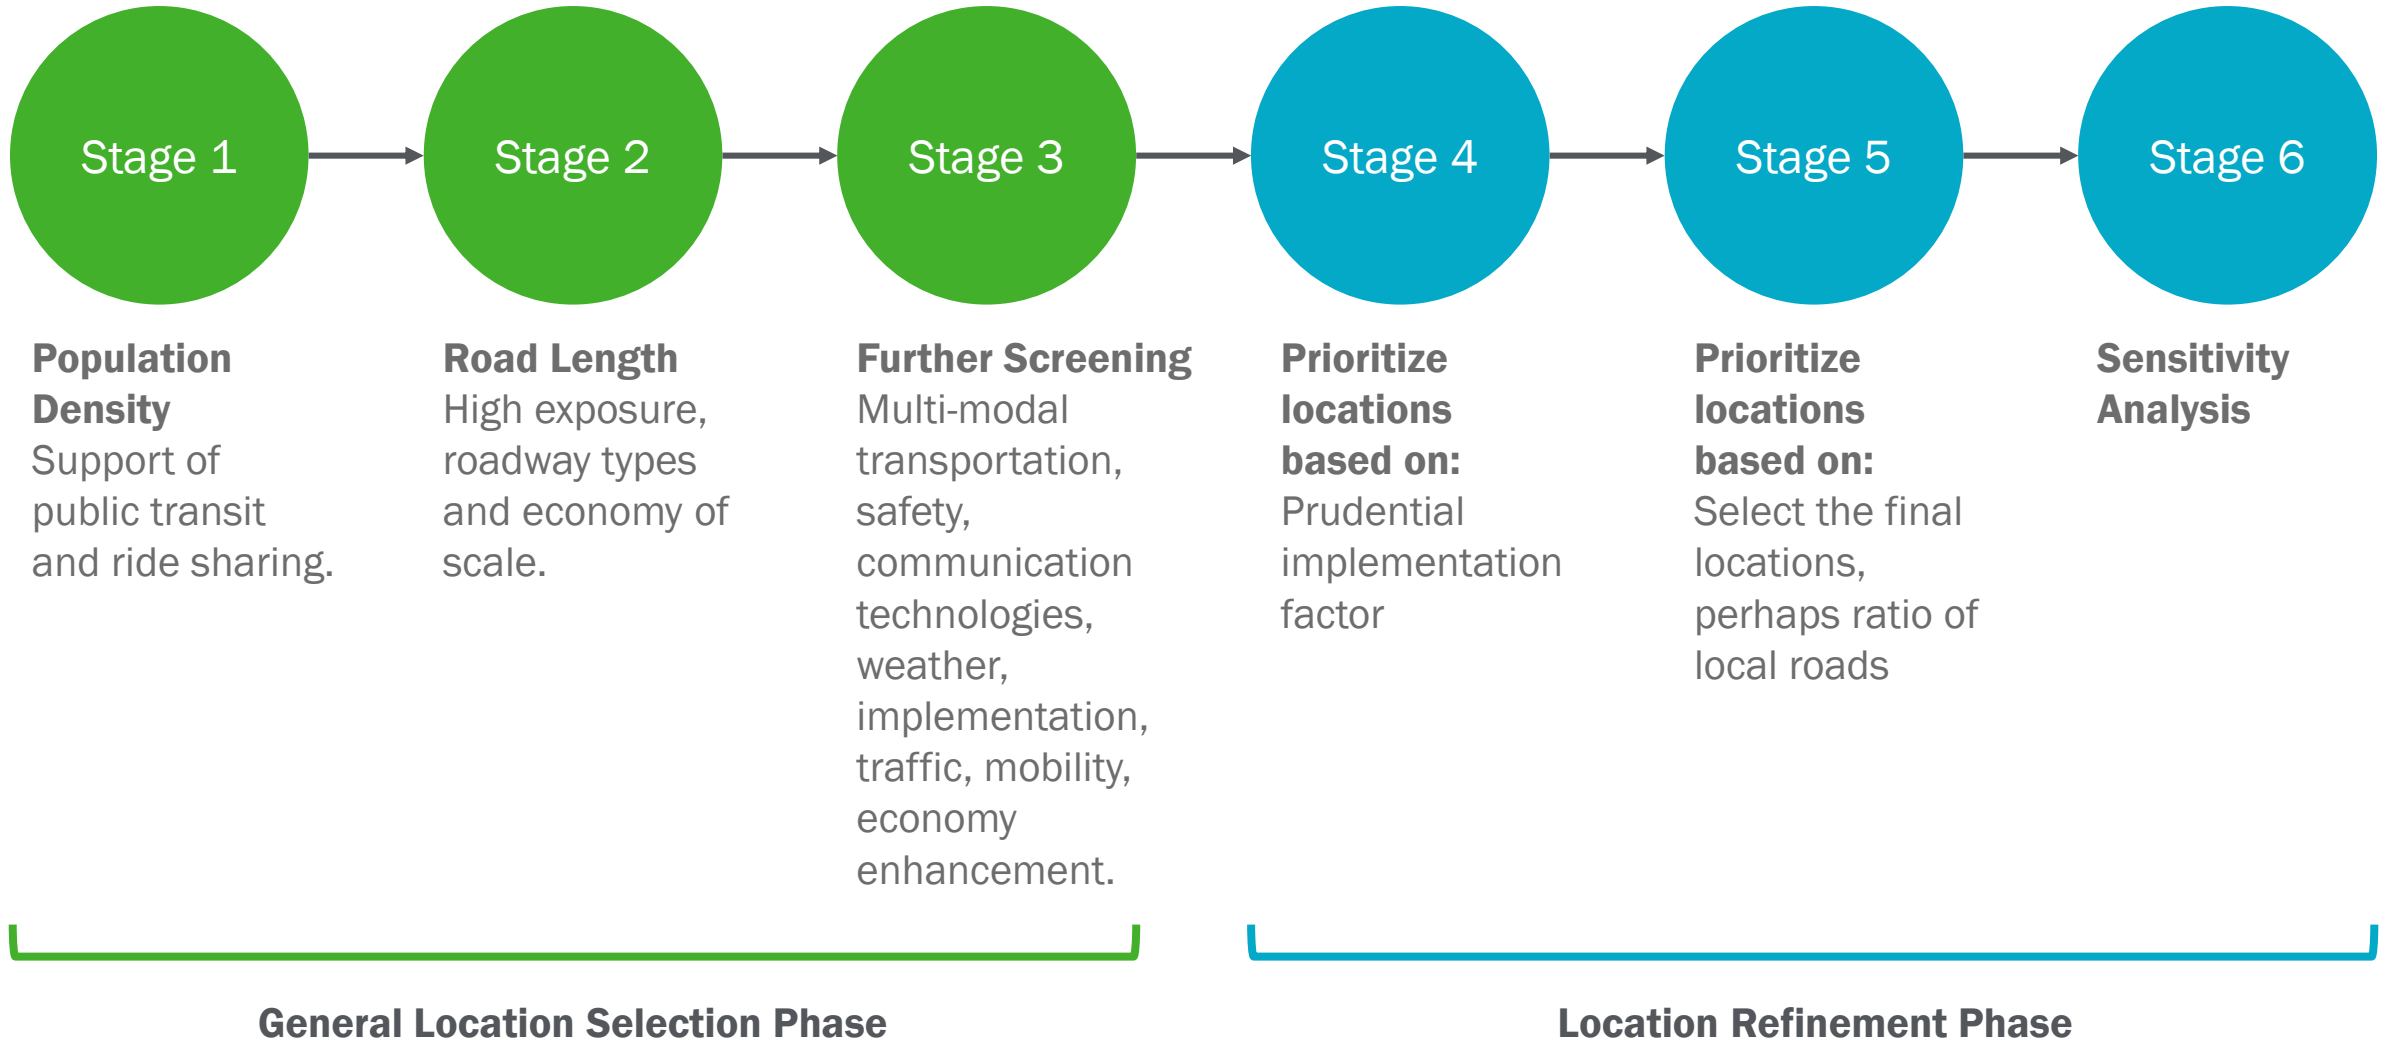 Stage 1
Stage 2
Stage 3
Stage 4
Stage 5
Stage 6
Population
Density
Support of
public transit
and ride sharing.
Road Length
High exposure,
roadway types
and economy of
scale.
Further Screening
Multi-modal
transportation,
safety,
communication
technologies,
weather,
implementation,
traffic, mobility,
economy
enhancement.
Prioritize
locations
based on:
Prudential
implementation
factor
Prioritize
locations
based on:
Select the final
locations,
perhaps ratio of
local roads
Sensitivity
Analysis
General Location Selection Phase
Location Refinement Phase